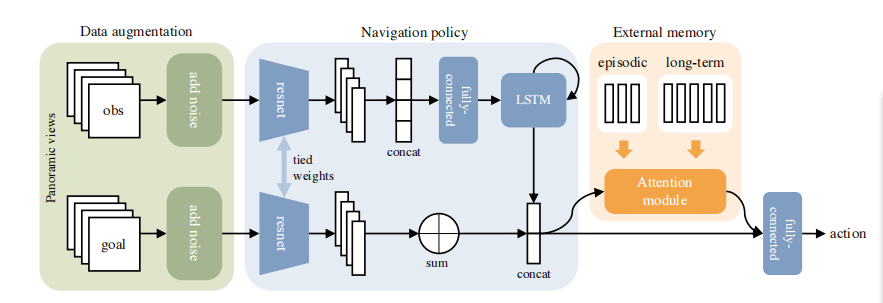 Data augmentation
Navigation policy
External memory
Panoramic views
obs
add noise
resnet
concat
fully-
connected
LSTM
episodic
long-term
tied
weights
Attention
module
goal
add noise
resnet
sum
concat
fully-
connected
action